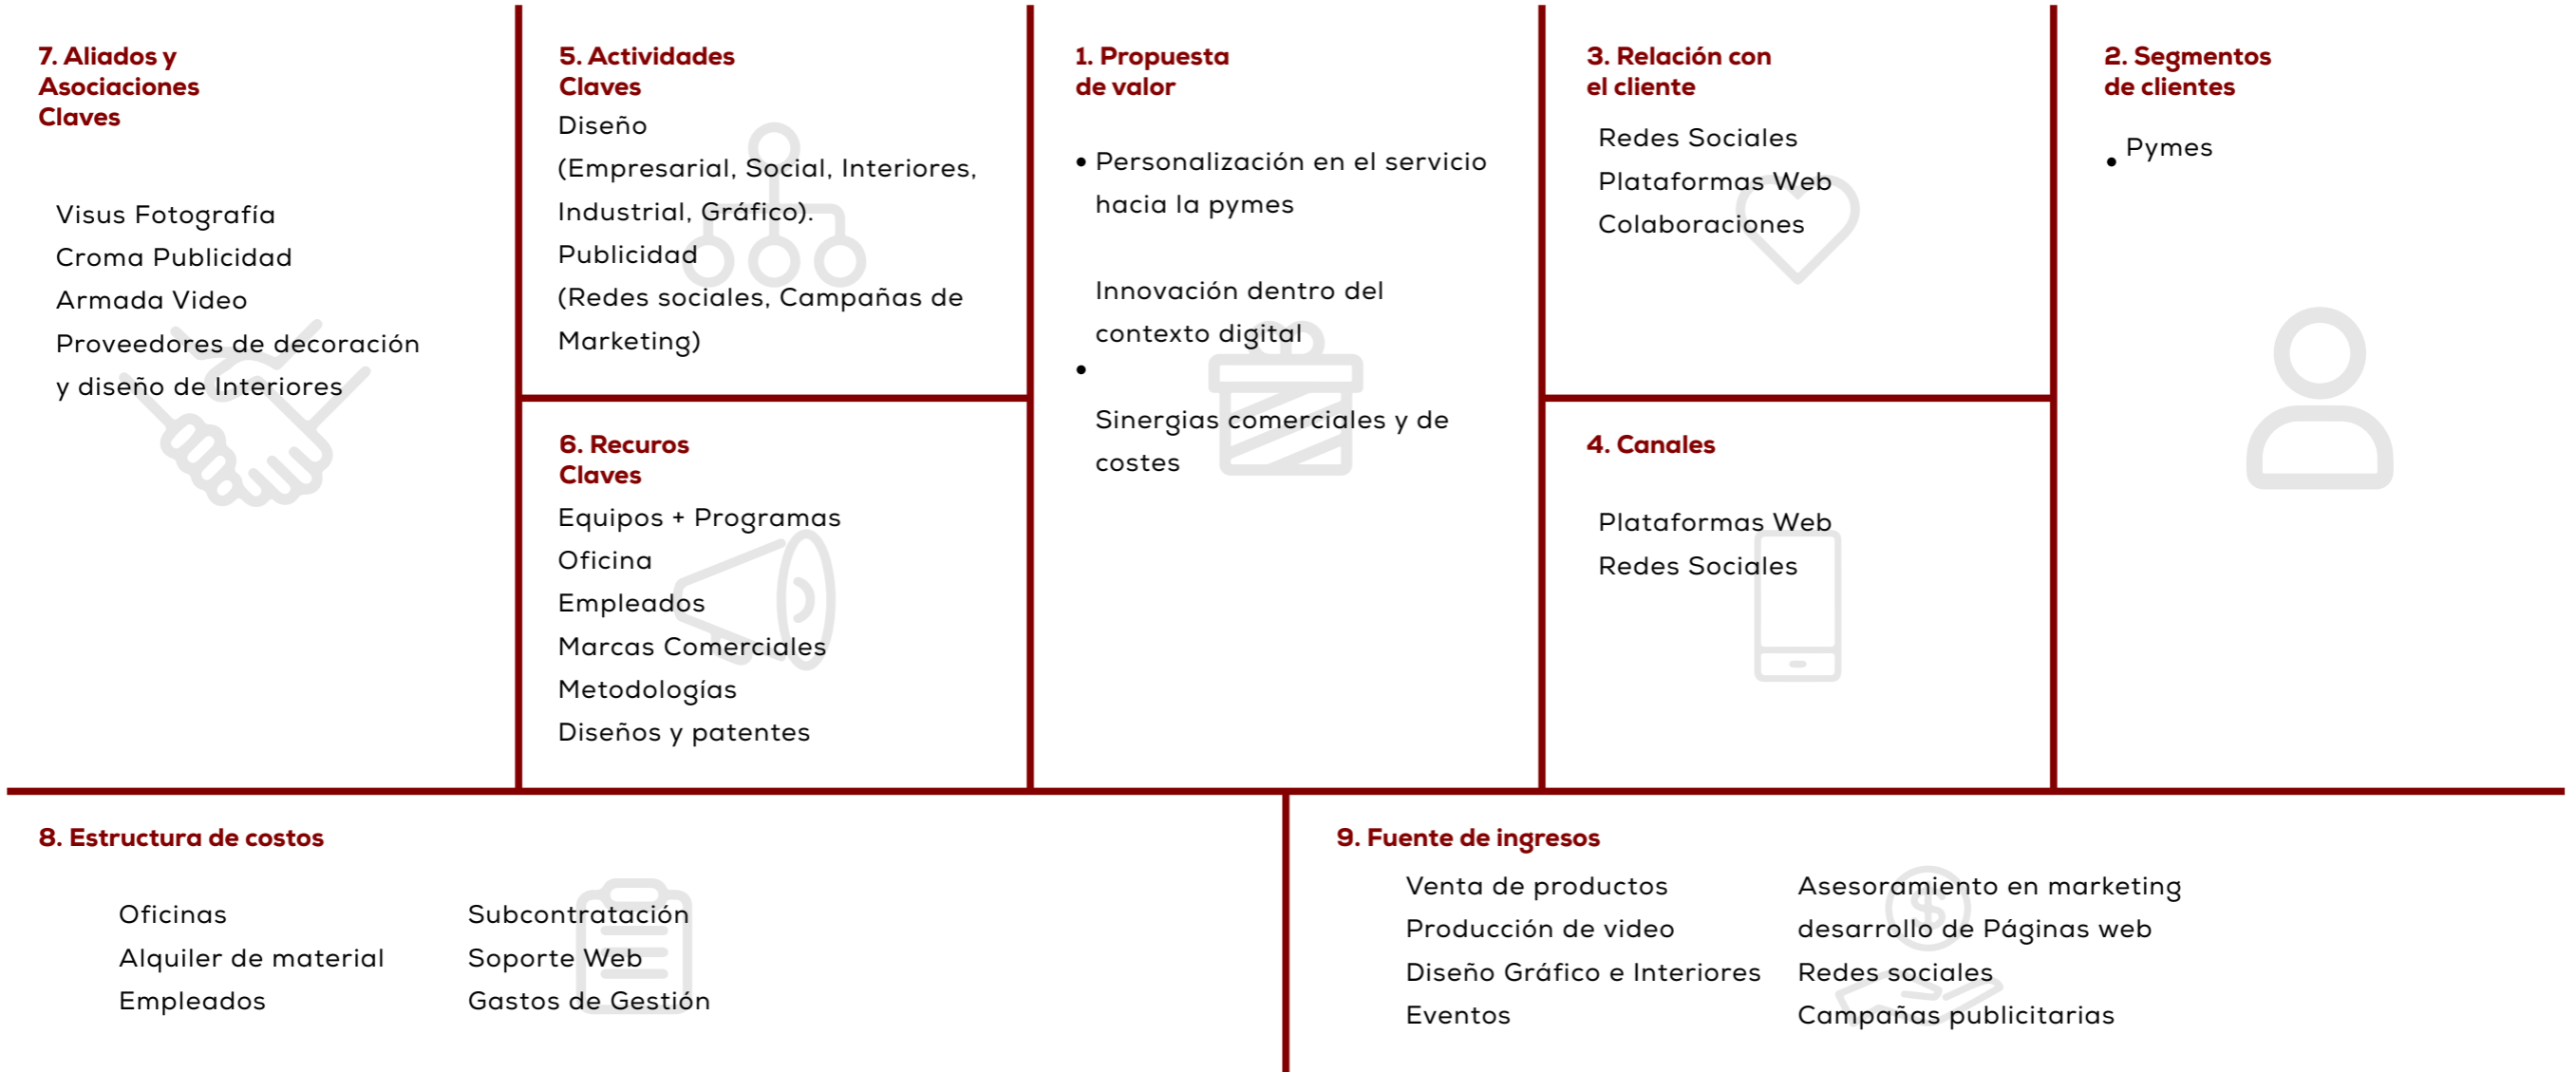 7. Aliados y
Asociaciones
Claves
Visus Fotografía
Croma Publicidad
Armada Video
Proveedores de decoración
y diseño de Interiores
5. Actividades
Claves
Diseño
(Empresarial, Social, Interiores,
Industrial, Gráfico).
Publicidad
(Redes sociales, Campañas de
Marketing)
6. Recuros
Claves
Equipos + Programas
Oficina
Empleados
Marcas Comerciales
Metodologías
Diseños y patentes
1. Propuesta
de valor
• Personalización en el servicio
hacia la pymes
Innovación dentro del
contexto digital
•
Sinergias comerciales y de
costes
3. Relación con
el cliente
Redes Sociales
Plataformas Web
Colaboraciones
4. Canales
Plataformas Web
Redes Sociales
2. Segmentos
de clientes
• Pymes
8. Estructura de costos
Oficinas
Alquiler de material
Empleados
Subcontratación
Soporte Web
Gastos de Gestión
9. Fuente de ingresos
Venta de productos
Producción de video
Diseño Gráfico e Interiores
Eventos
Asesoramiento en marketing
desarrollo de Páginas web
Redes sociales
Campañas publicitarias
$